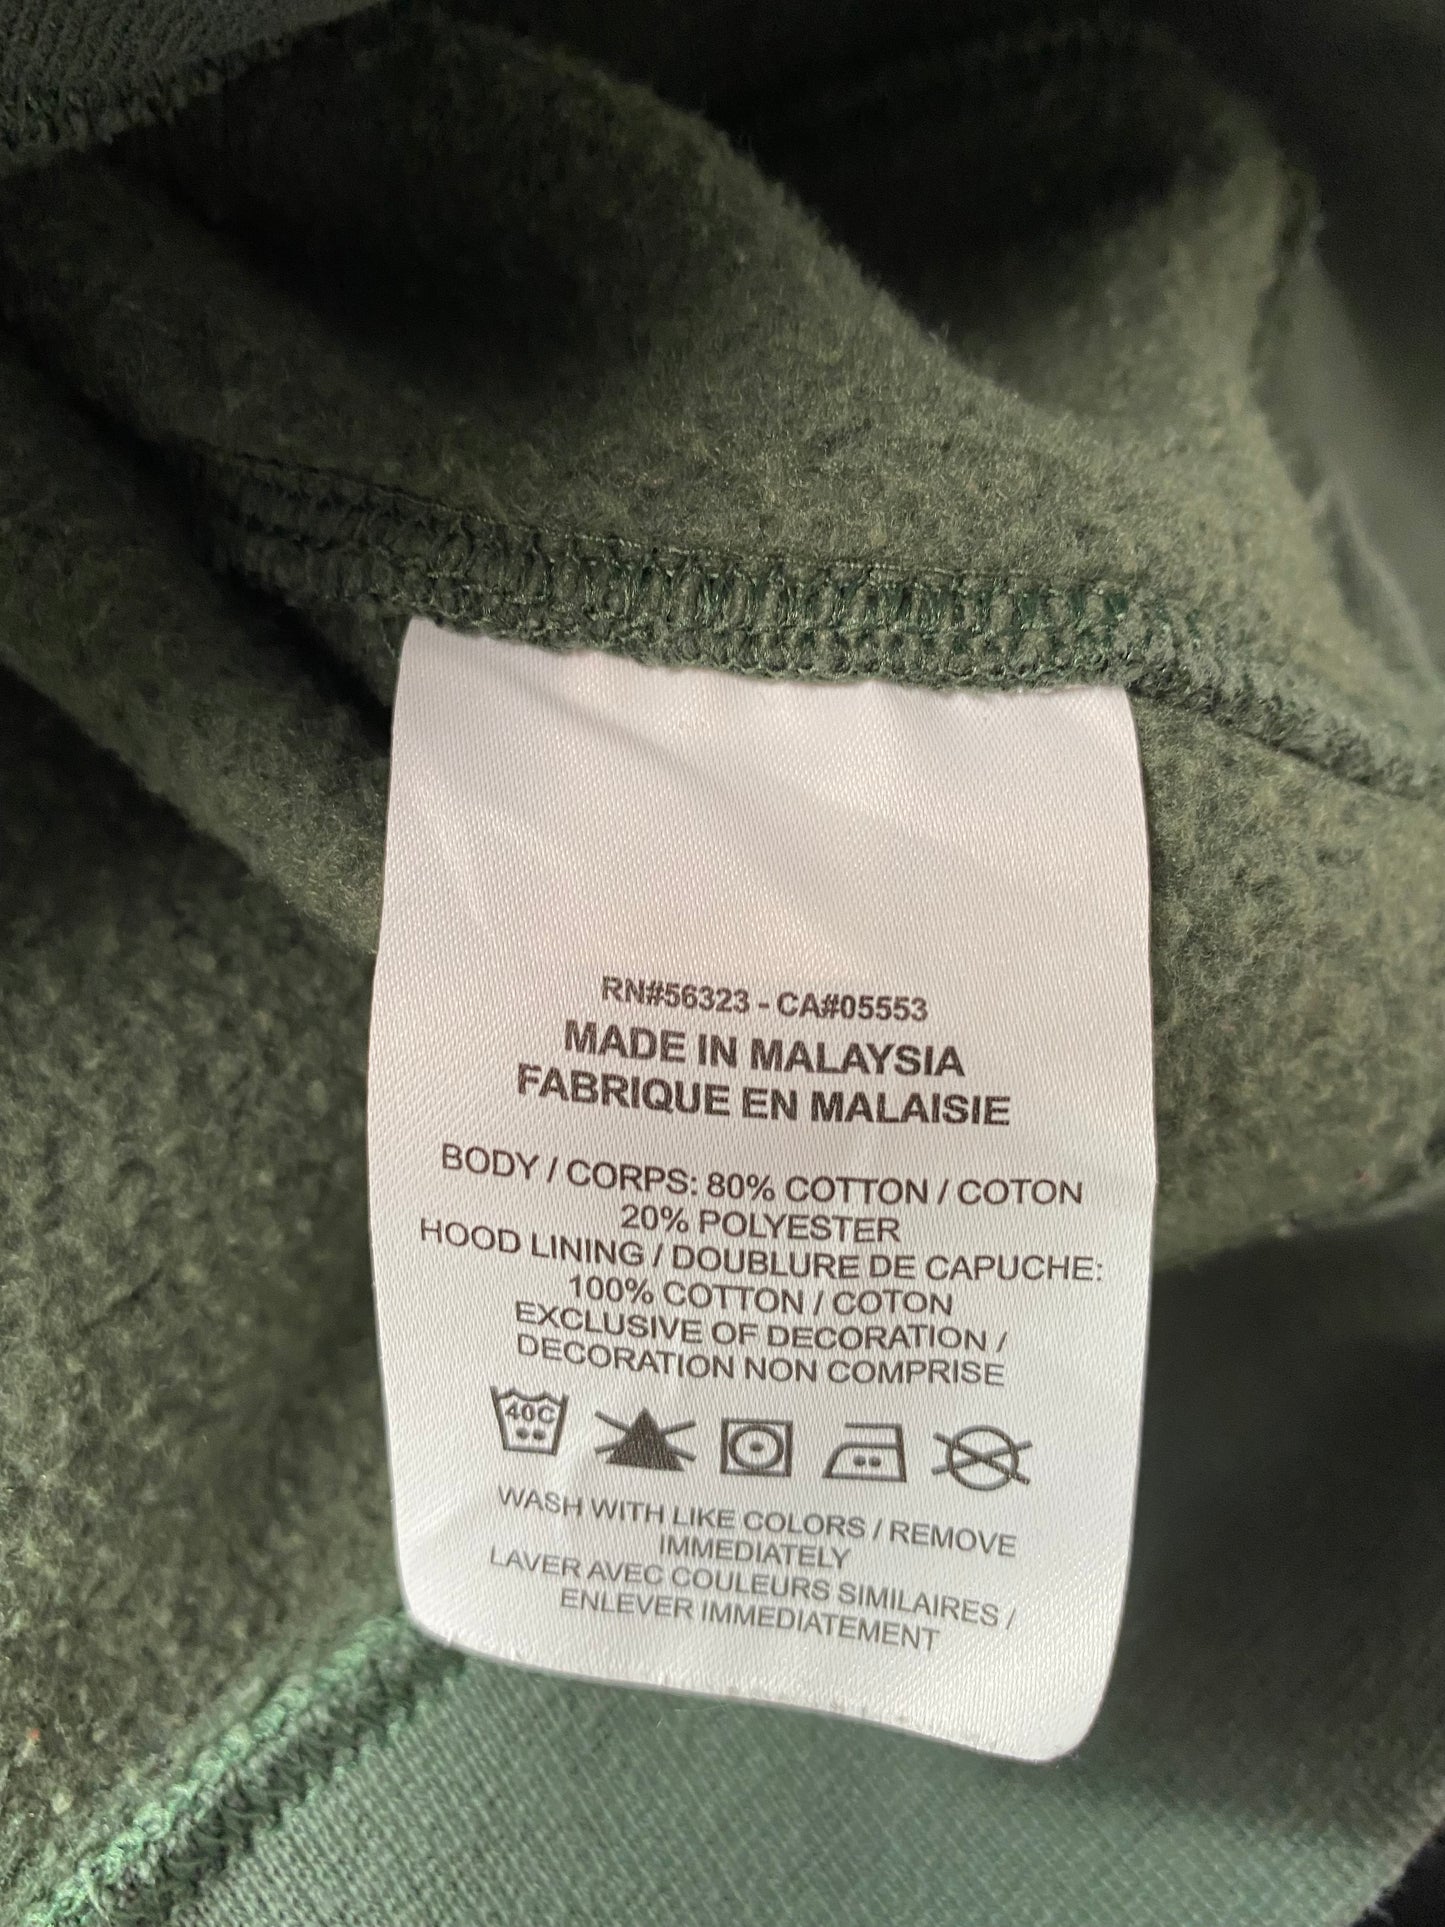 RN#56323 - CA#05553
MADE IN MALAYSIA
FABRIQUE EN MALAISIE
BODY / CORPS: 80% COTTON / COTON
20% POLYESTER
HOOD LINING / DOUBLURE DE CAPUCHE:
100% COTTON / COTON
EXCLUSIVE OF DECORATION /
DECORATION NON COMPRISE
40C
WASH WITH LIKE COLORS / REMOVE
IMMEDIATELY
LAVER AVEC COULEURS SIMILAIRES /
ENLEVER IMMEDIATEMENT